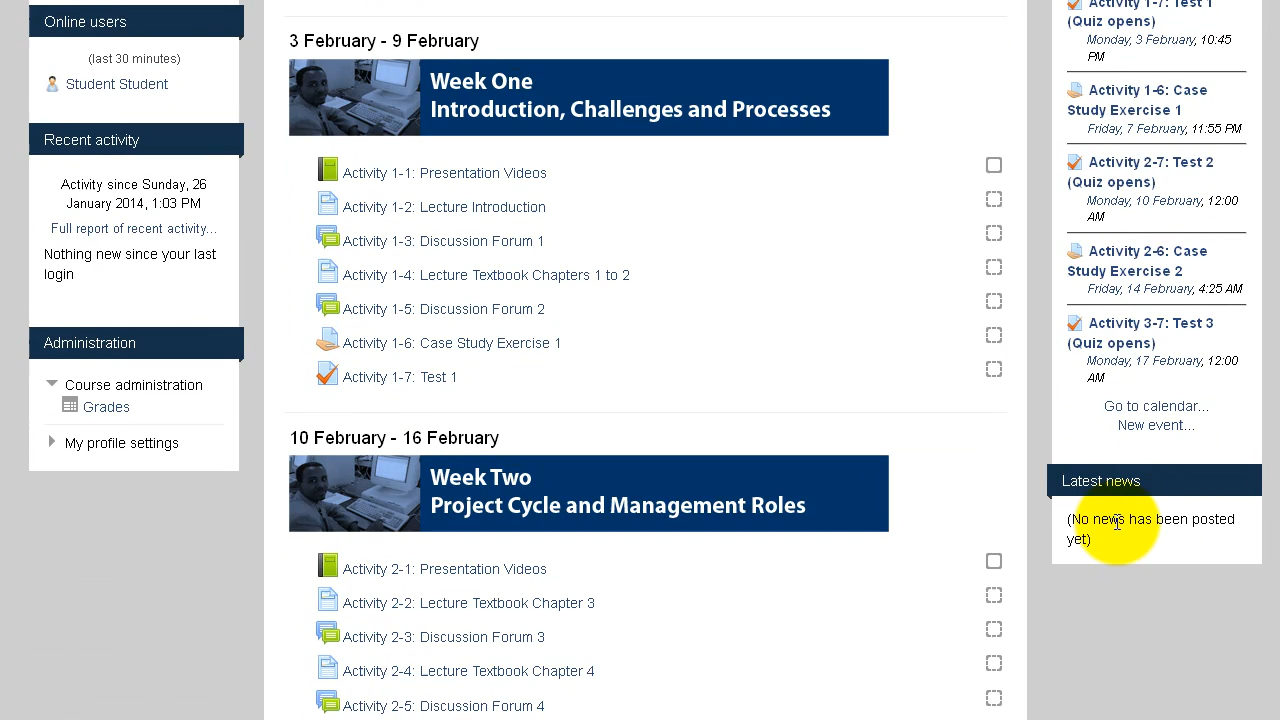 Online users
(last 30 minutes)
Student Student
Recent activity
Activity since Sunday, 26
January 2014, 1:03 PM
Full report of recent activity...
Nothing new since your last
login
Administration
Course administration
Grades
My profile settings
3 February - 9 February
Week One
Introduction, Challenges and Processes
Activity 1-1: Presentation Videos
Activity 1-2: Lecture Introduction
Activity 1-3: Discussion Forum 1
Activity 1-4: Lecture Textbook Chapters 1 to 2
Activity 1-5: Discussion Forum 2
Activity 1-6: Case Study Exercise 1
Activity 1-7: Test 1
10 February - 16 February
Week Two
Project Cycle and Management Roles
Activity 2-1: Presentation Videos
Activity 2-2: Lecture Textbook Chapter 3
Activity 2-3: Discussion Forum 3
Activity 2-4: Lecture Textbook Chapter 4
Activity 2-5: Discussion Forum 4
Activity 1-7: Test 1
(Quiz opens)
Monday, 3 February, 10:45
PM
Activity 1-6: Case
Study Exercise 1
Friday, 7 February, 11:55 PM
Activity 2-7: Test 2
(Quiz opens)
Monday, 10 February, 12:00
AM
Activity 2-6: Case
Study Exercise 2
Friday, 14 February, 4:25 AM
Activity 3-7: Test 3
(Quiz opens)
Monday, 17 February, 12:00
AM
Go to calendar...
New event...
Latest news
(No news has been posted
yet)